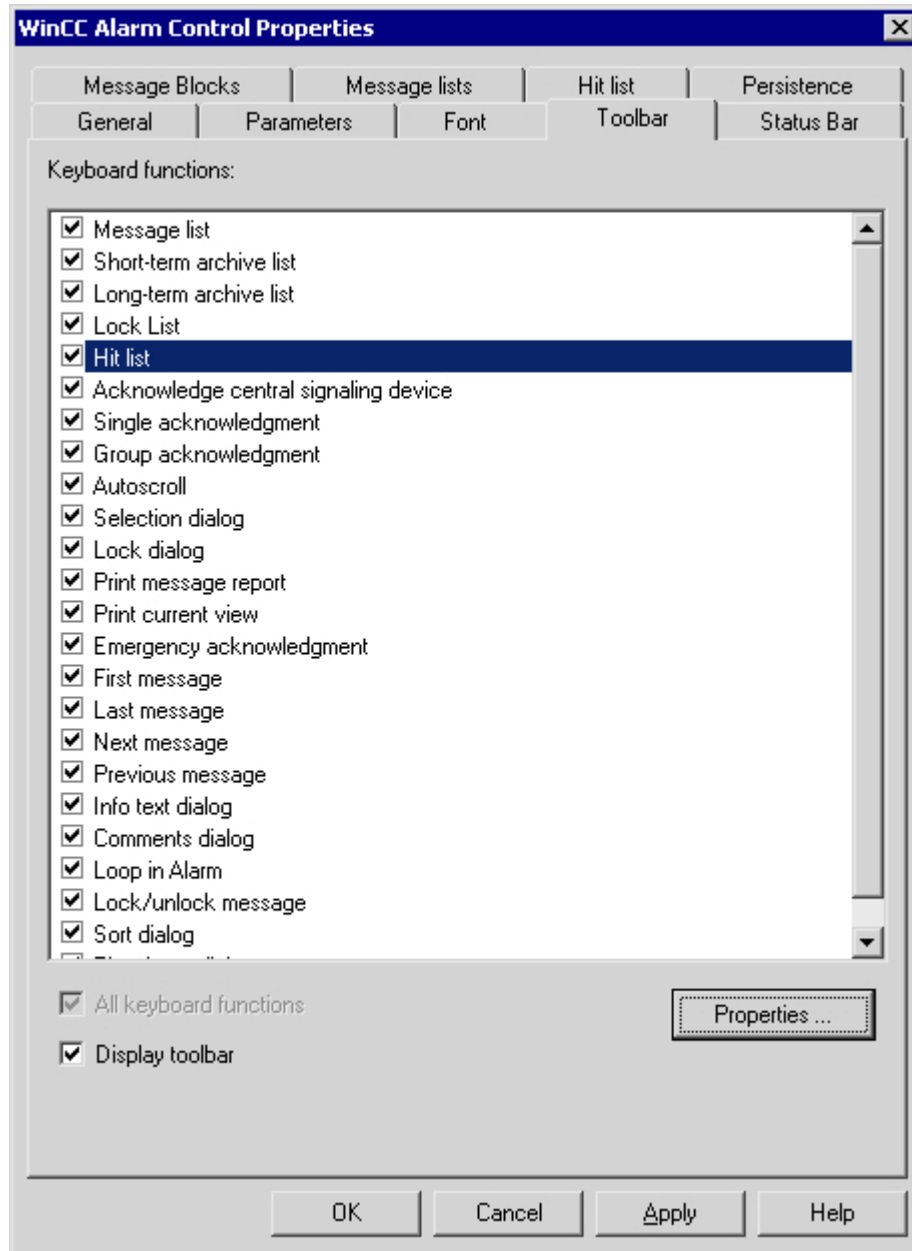 WinCC Alarm Control Properties
Message Blocks Message lists Hit list Persistence
General Parameters Font Toolbar Status Bar
Keyboard functions:
Message list
Short-term archive list
Long-term archive list
Lock List
Hit list
Acknowledge central signaling device
Single acknowledgment
Group acknowledgment
Autoscroll
Selection dialog
Lock dialog
Print message report
Print current view
Emergency acknowledgment
First message
Last message
Next message
Previous message
Info text dialog
Comments dialog
Loop in Alarm
Lock/unlock message
Sort dialog
All keyboard functions
Properties ...
Display toolbar
OK Cancel Apply Help